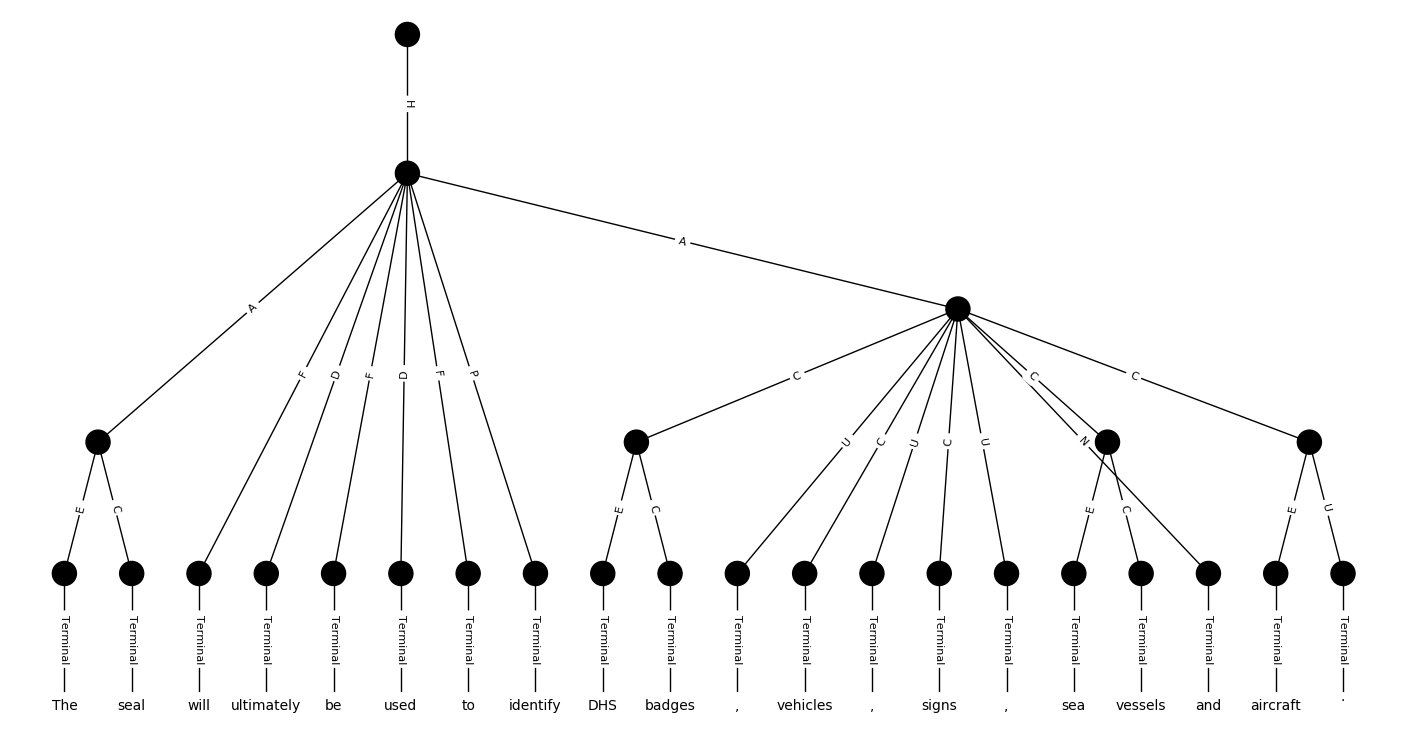 H
A
A
F
D
F
D
F
P
C
C
C
U
C
U
C
U
N
E
C
E
C
E
C
E
U
Terminal Terminal Terminal Terminal Terminal Terminal Terminal Terminal Terminal Terminal Terminal Terminal Terminal Terminal Terminal Terminal Terminal Terminal Terminal Terminal
The seal will ultimately be used to identify DHS badges , vehicles , signs , sea vessels and aircraft .